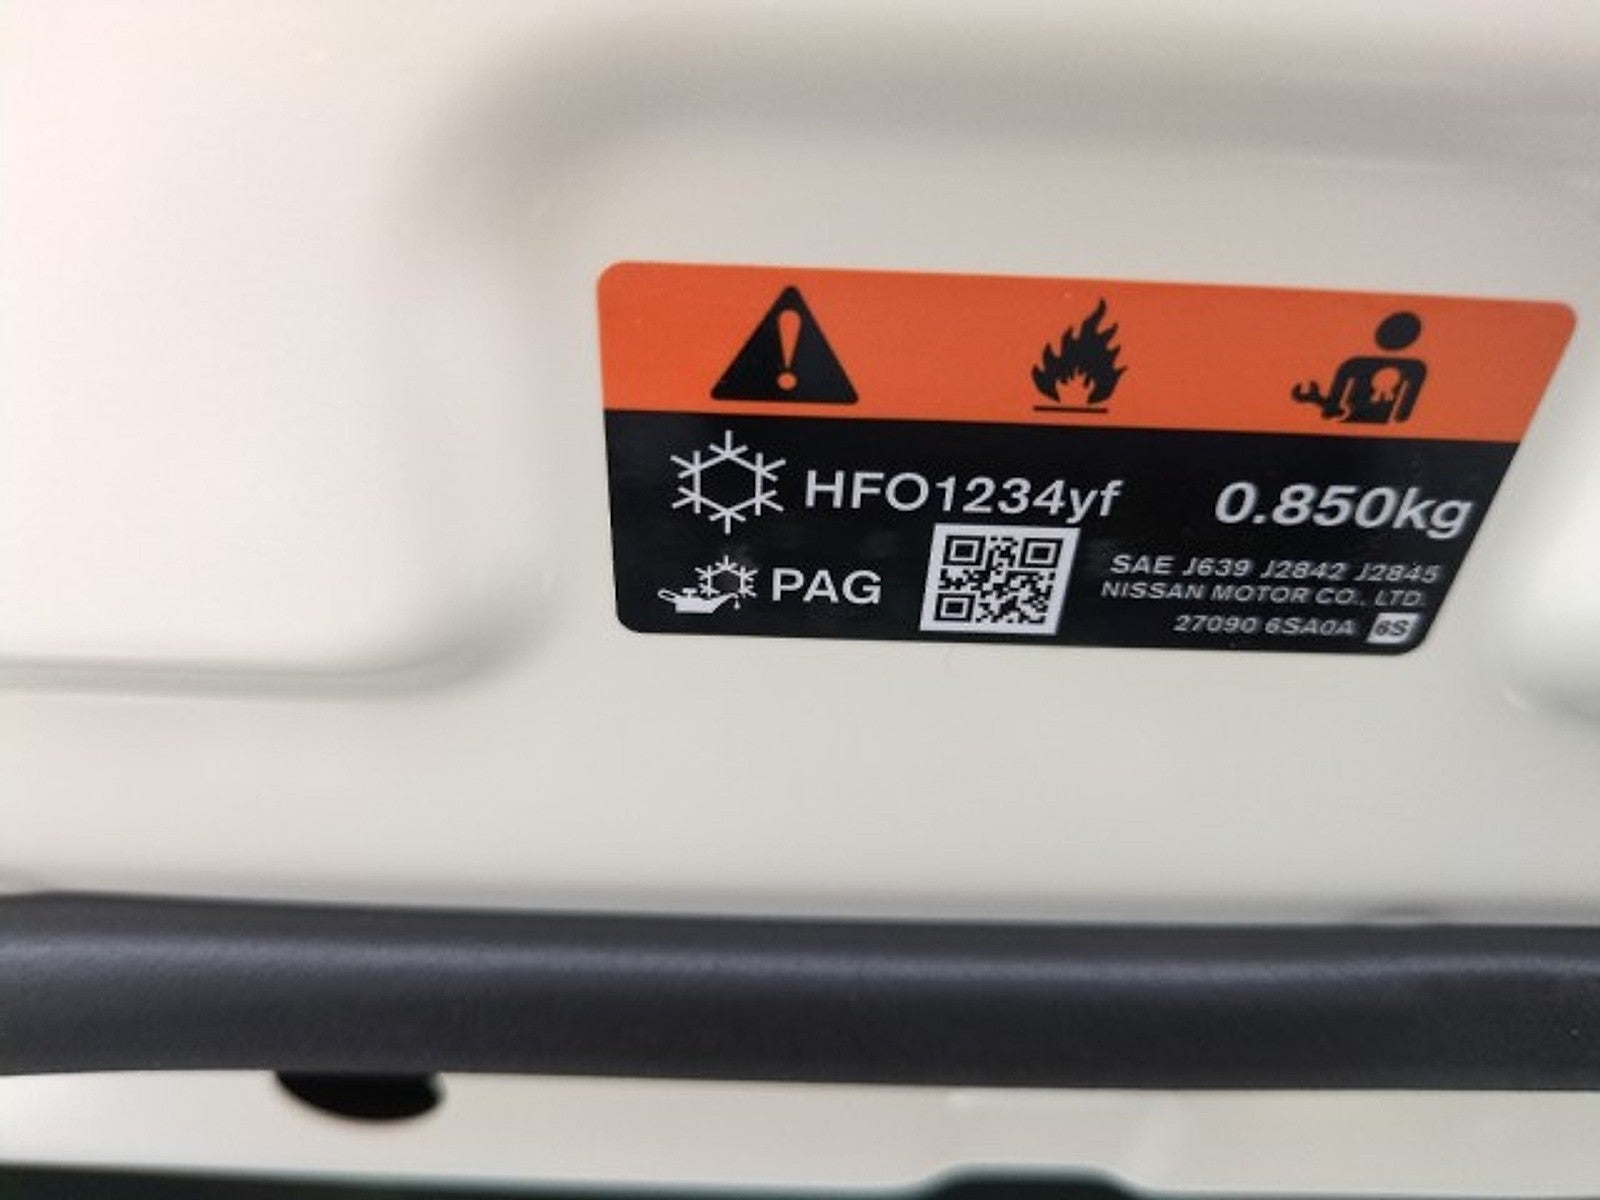 HFO1234yf 0.850kg
PAG
SAE J639 J2842 J2845
NISSAN MOTOR CO., LTD.
27090 6SA0A 6S